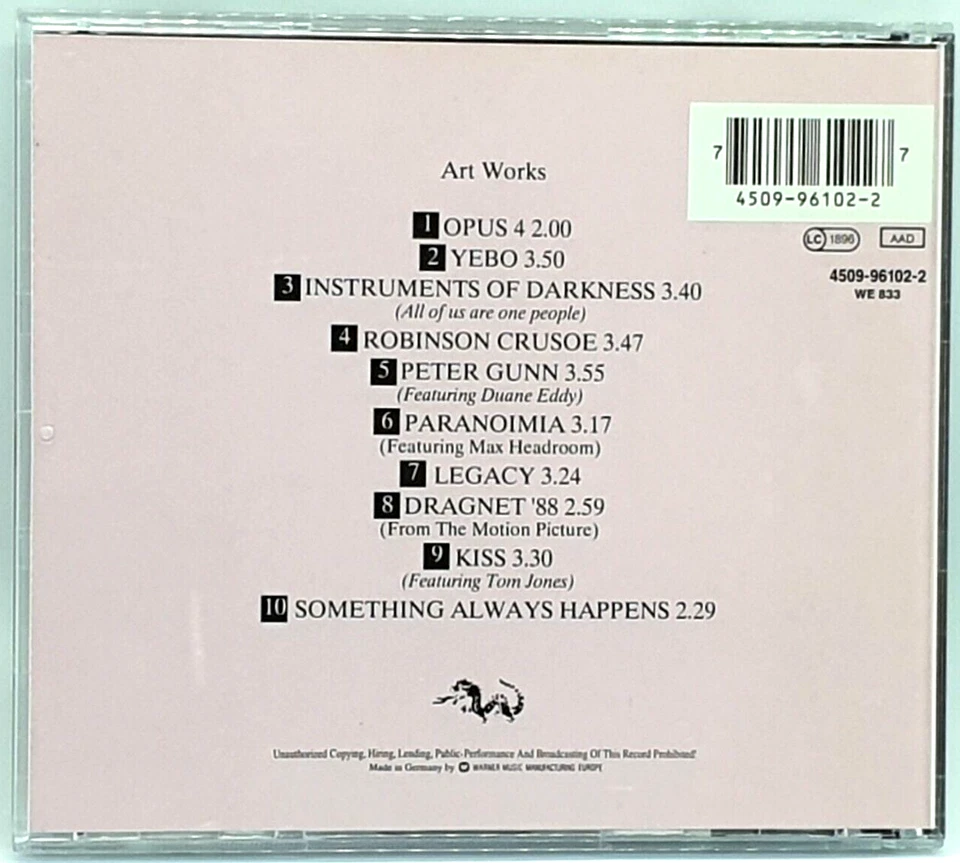 Art Works
1 OPUS 4 2.00
2 YEBO 3.50
3 INSTRUMENTS OF DARKNESS 3.40
(All of us are one people)
4 ROBINSON CRUSOE 3.47
5 PETER GUNN 3.55
(Featuring Duane Eddy)
6 PARANOIMIA 3.17
(Featuring Max Headroom)
7 LEGACY 3.24
8 DRAGNET '88 2.59
(From The Motion Picture)
9 KISS 3.30
(Featuring Tom Jones)
10 SOMETHING ALWAYS HAPPENS 2.29
7 7
4509-96102-2
LC 1896 AAD
4509-96102-2
WE 833
Unauthorized Copying, Hiring, Lending, Public-Performance And Broadcasting Of This Record Prohibited!
Made in Germany by WARNER MUSIC MANUFACTURING EUROPE